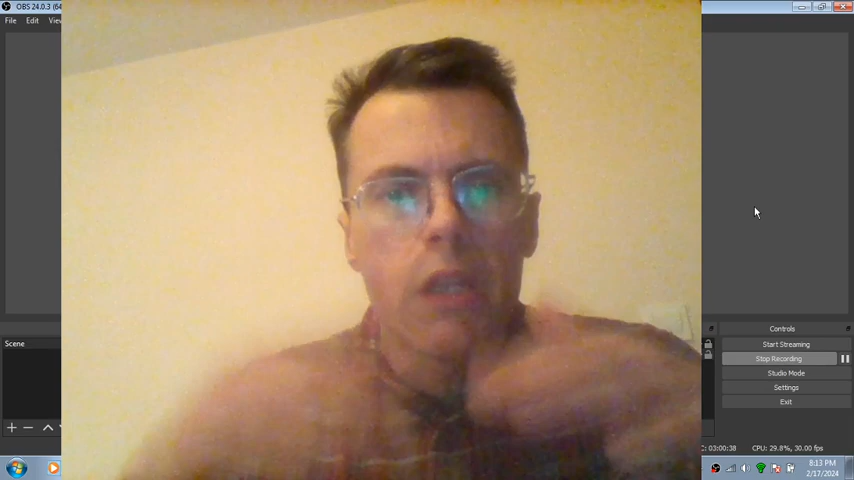 OBS 24.0.3 (64
File Edit View
Scene
Controls
Start Streaming
Stop Recording
Studio Mode
Settings
Exit
C: 03:00:38 CPU: 29.8%, 30.00 fps
8:13 PM
2/17/2024